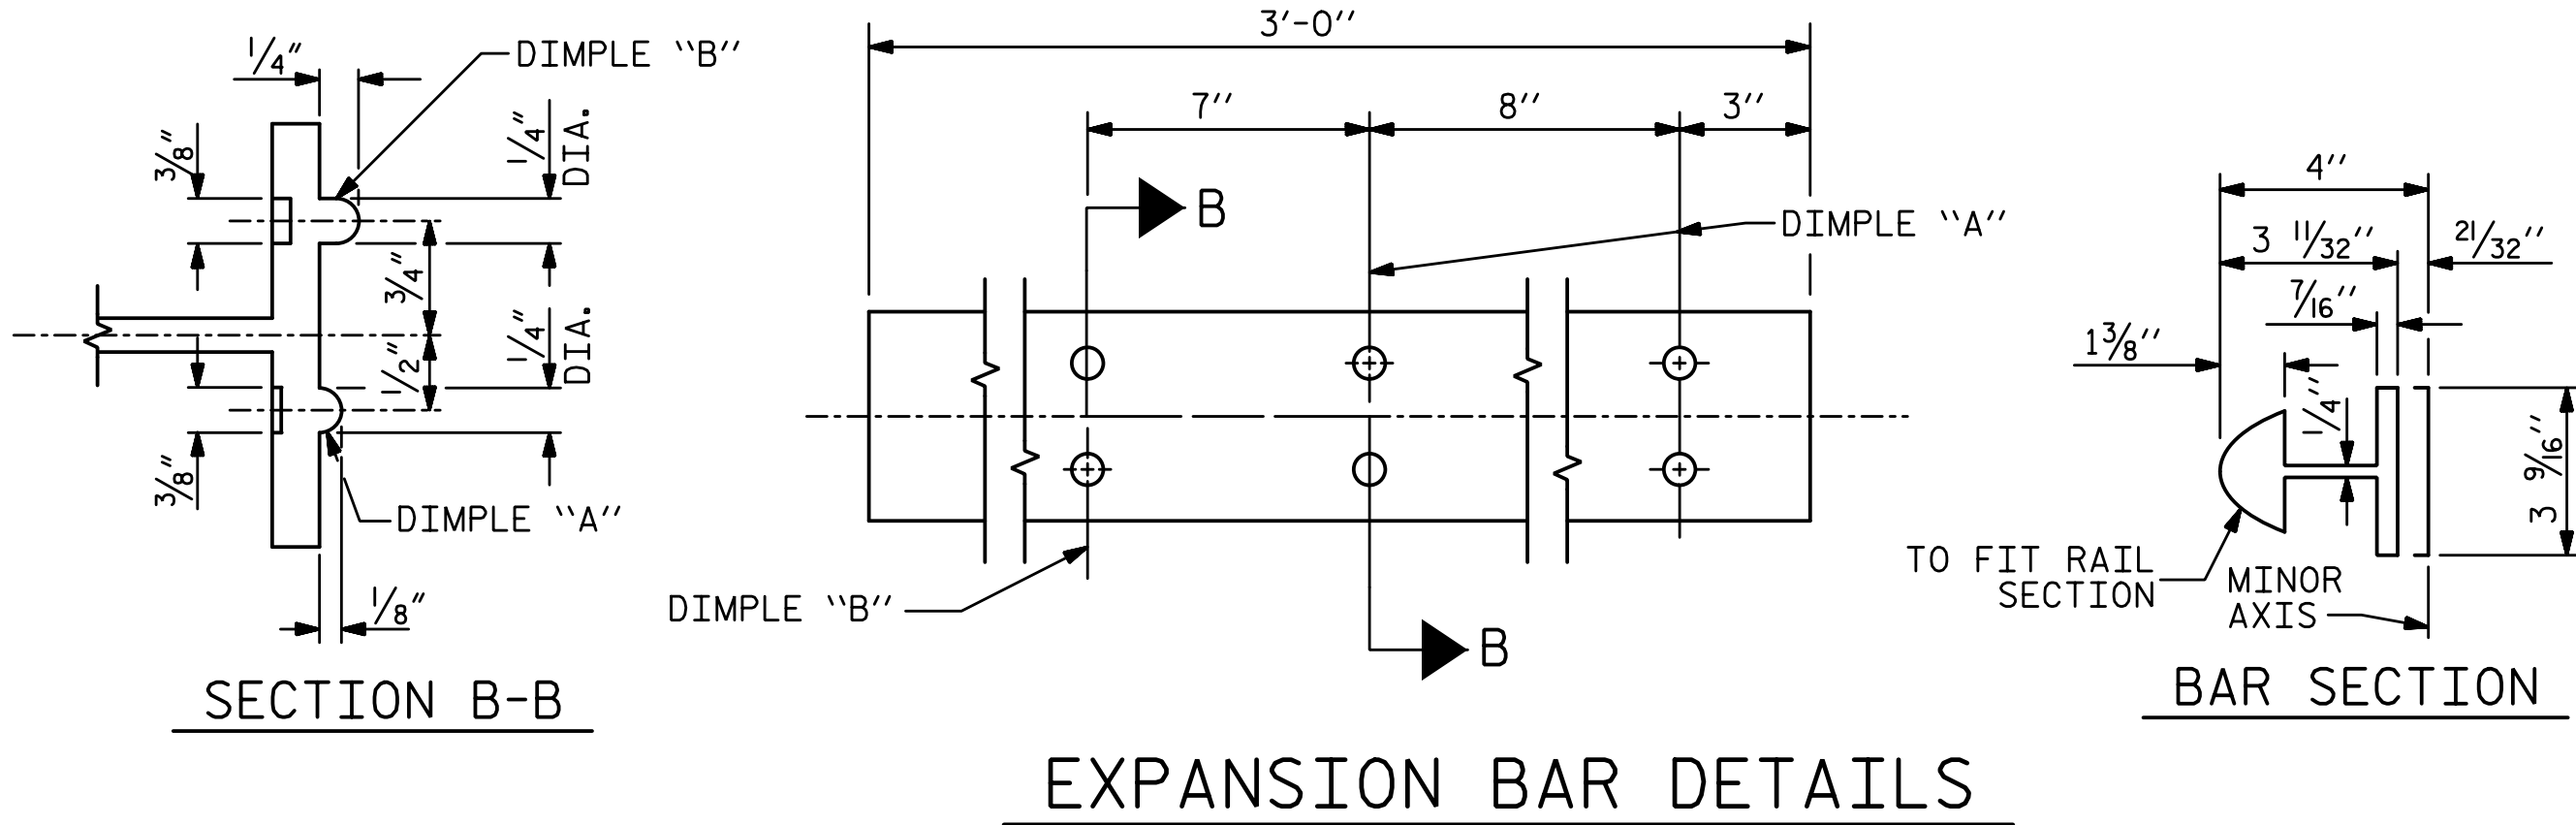 1/4"
DIMPLE "B"
3/8"
1/4"
DIA.
3/4"
1/2"
1/4"
DIA.
3/8"
DIMPLE "A"
1/8"
SECTION B-B
3'-0"
7"
8"
3"
B
DIMPLE "A"
DIMPLE "B"
B
EXPANSION BAR DETAILS
4"
3 11/32"
21/32"
7/16"
1 3/8"
1/4"
3 9/16"
TO FIT RAIL
SECTION
MINOR
AXIS
BAR SECTION